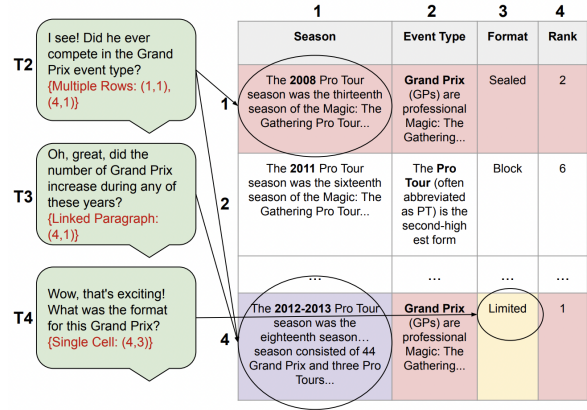 1
2
3
4
Season
Event Type
Format
Rank
T2
I see! Did he ever
compete in the Grand
Prix event type?
{Multiple Rows: (1,1),
(4,1)}
1
The 2008 Pro Tour
season was the thirteenth
season of the Magic: The
Gathering Pro Tour...
Grand Prix
(GPs) are
professional
Magic: The
Gathering...
Sealed
2
T3
Oh, great, did the
number of Grand Prix
increase during any of
these years?
{Linked Paragraph:
(4,1)}
2
The 2011 Pro Tour
season was the sixteenth
season of the Magic: The
Gathering Pro Tour...
The Pro
Tour (often
abbreviated
as PT) is the
second-high
est form
Block
6
...
...
...
...
T4
Wow, that's exciting!
What was the format
for this Grand Prix?
{Single Cell: (4,3)}
4
The 2012-2013 Pro Tour
season was the
eighteenth season...
season consisted of 44
Grand Prix and three Pro
Tours...
Grand Prix
(GPs) are
professional
Magic: The
Gathering...
Limited
1